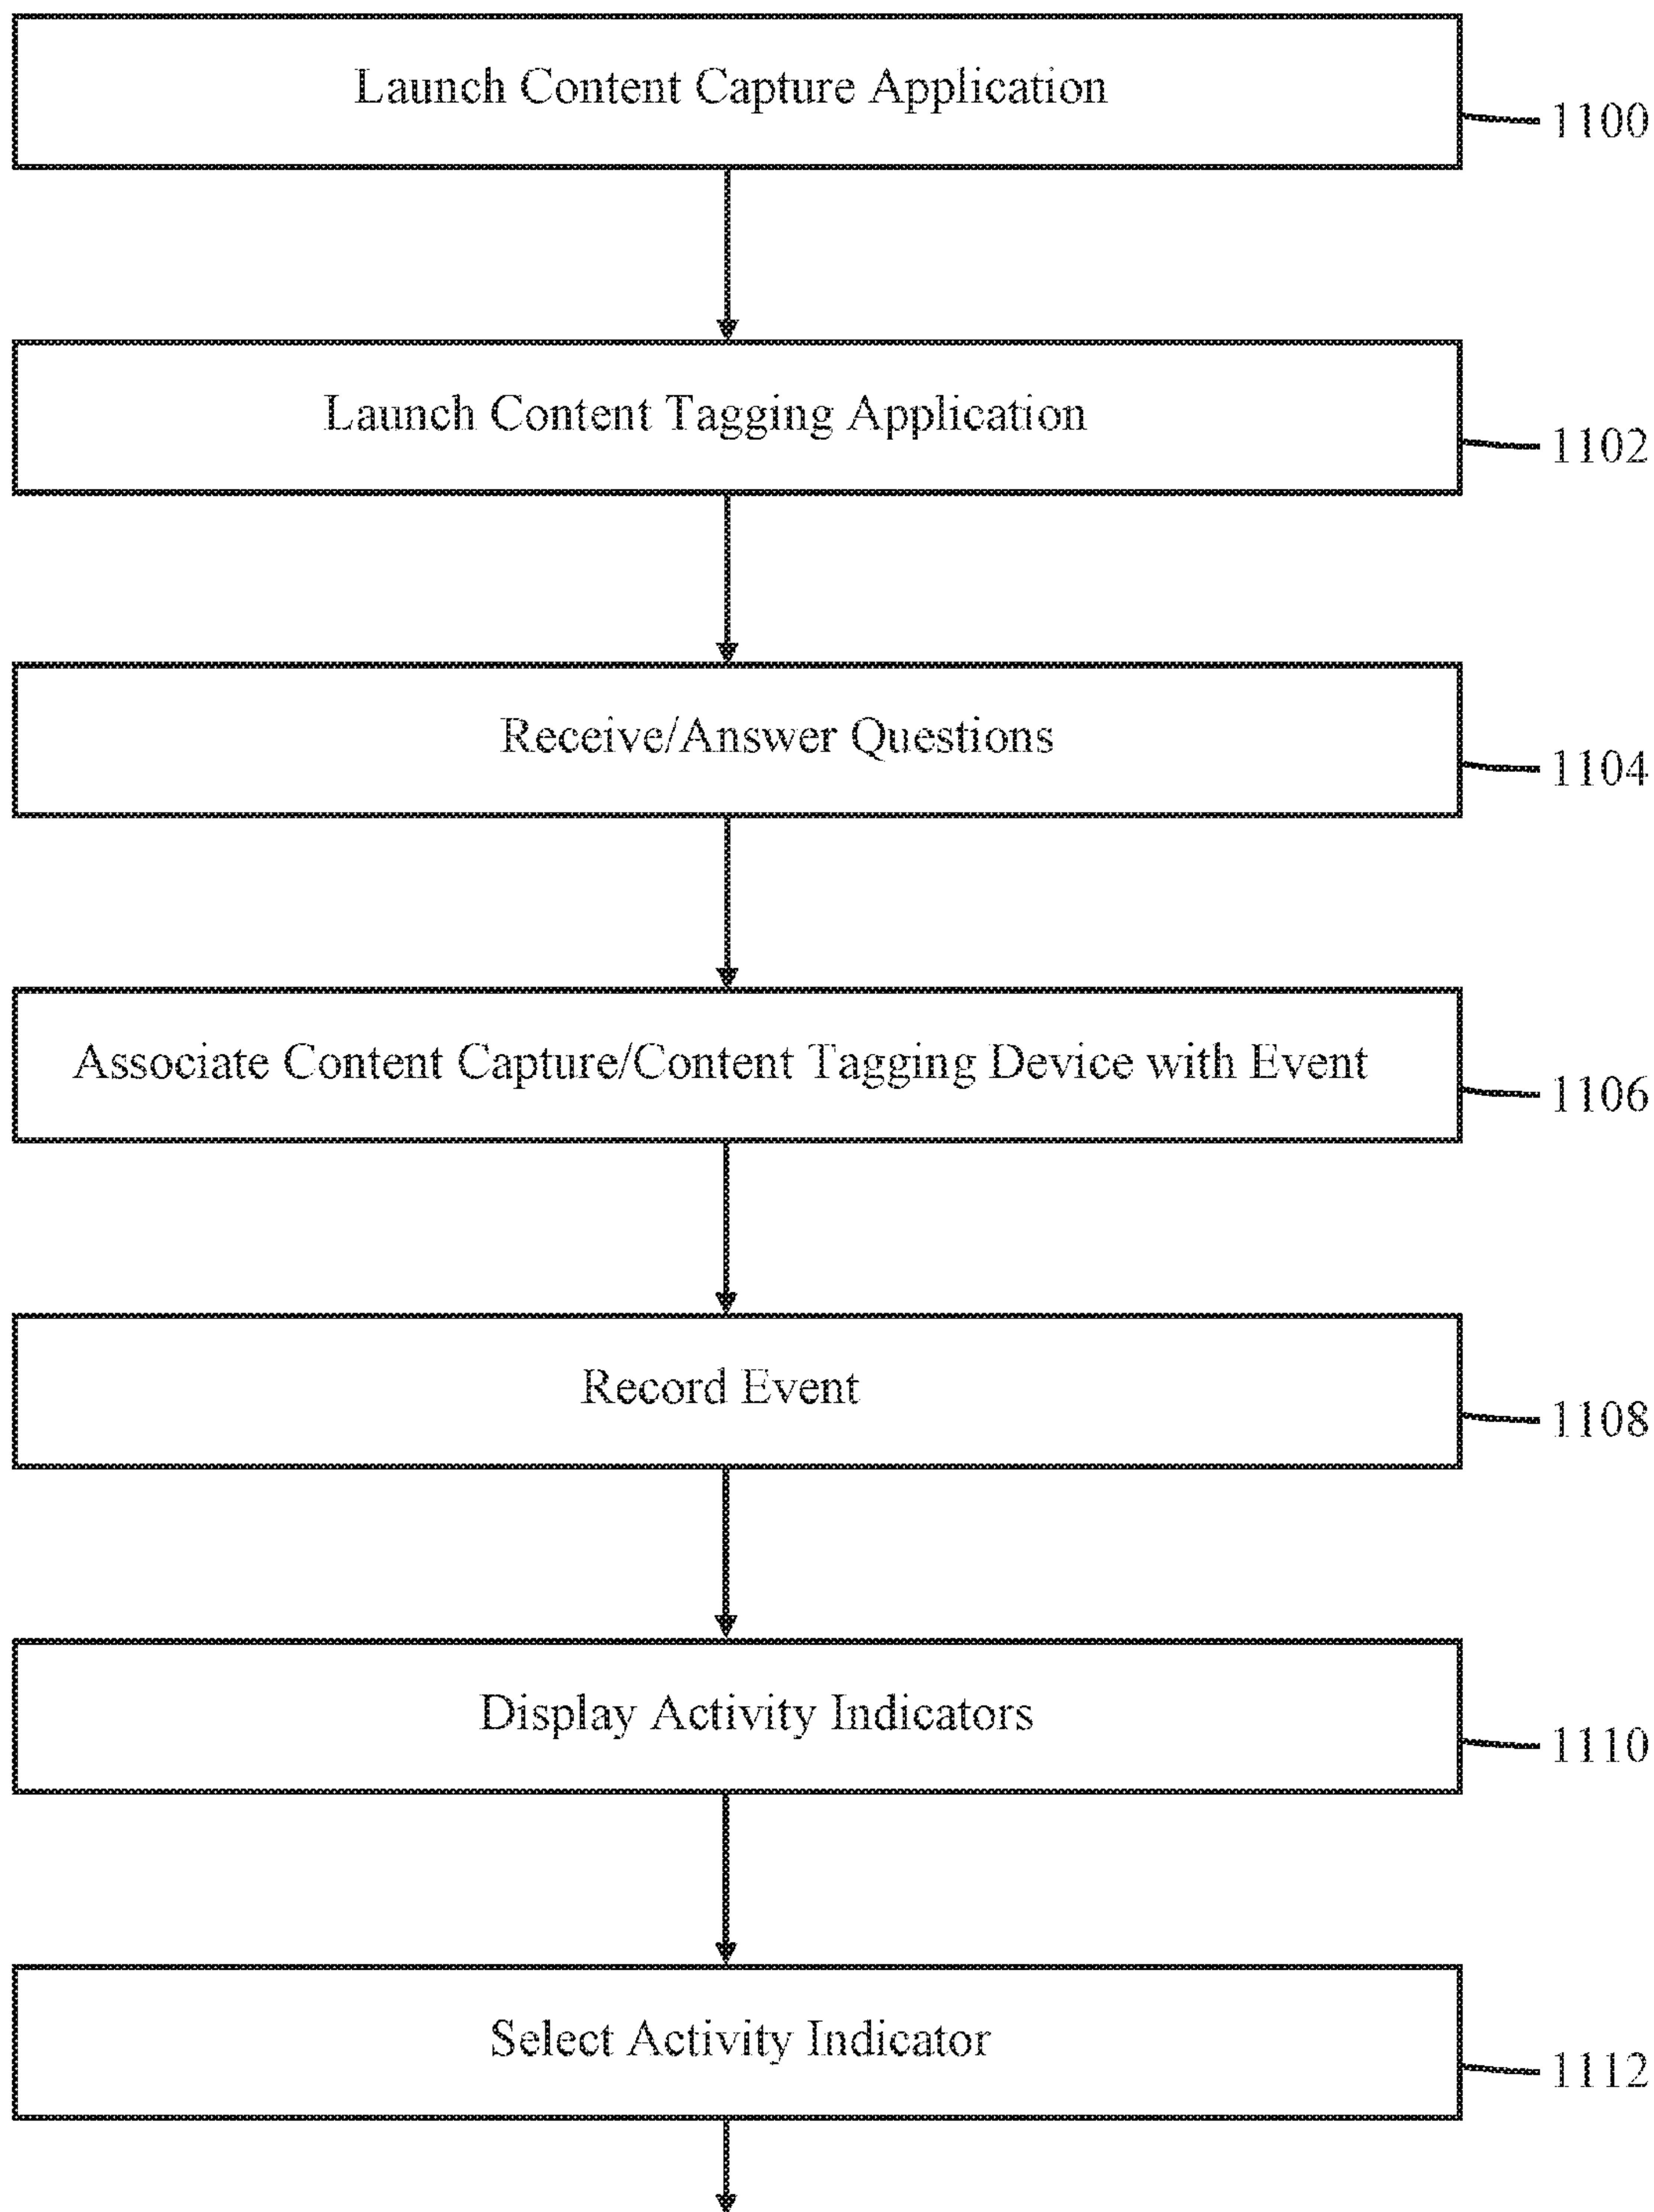 Launch Content Capture Application
1100
Launch Content Tagging Application
1102
Receive/Answer Questions
1104
Associate Content Capture/Content Tagging Device with Event
1106
Record Event
1108
Display Activity Indicators
1110
Select Activity Indicator
1112